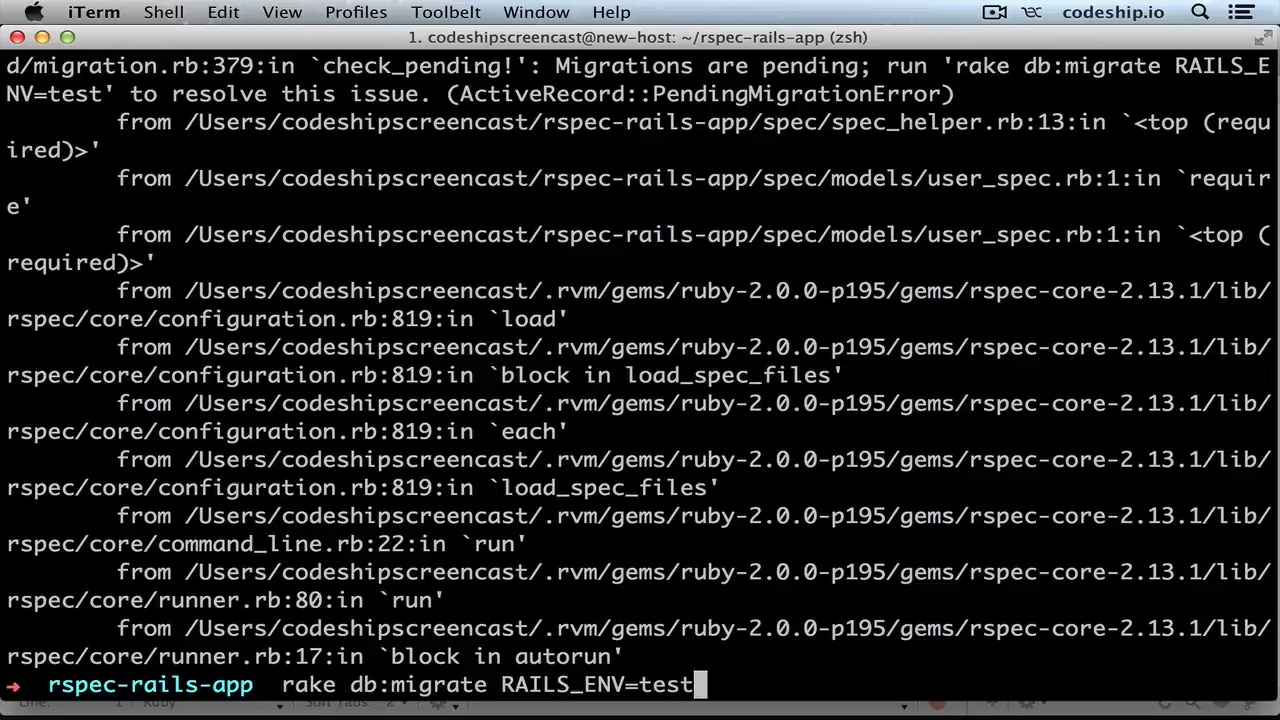 iTerm Shell Edit View Profiles Toolbelt Window Help codeship.io
1. codeshipscreencast@new-host: ~/rspec-rails-app (zsh)
d/migration.rb:379:in `check_pending!': Migrations are pending; run 'rake db:migrate RAILS_E
NV=test' to resolve this issue. (ActiveRecord::PendingMigrationError)
from /Users/codeshipscreencast/rspec-rails-app/spec/spec_helper.rb:13:in `<top (requ
ired)>'
from /Users/codeshipscreencast/rspec-rails-app/spec/models/user_spec.rb:1:in `requir
e'
from /Users/codeshipscreencast/rspec-rails-app/spec/models/user_spec.rb:1:in `<top (
required)>'
from /Users/codeshipscreencast/.rvm/gems/ruby-2.0.0-p195/gems/rspec-core-2.13.1/lib/
rspec/core/configuration.rb:819:in `load'
from /Users/codeshipscreencast/.rvm/gems/ruby-2.0.0-p195/gems/rspec-core-2.13.1/lib/
rspec/core/configuration.rb:819:in `block in load_spec_files'
from /Users/codeshipscreencast/.rvm/gems/ruby-2.0.0-p195/gems/rspec-core-2.13.1/lib/
rspec/core/configuration.rb:819:in `each'
from /Users/codeshipscreencast/.rvm/gems/ruby-2.0.0-p195/gems/rspec-core-2.13.1/lib/
rspec/core/configuration.rb:819:in `load_spec_files'
from /Users/codeshipscreencast/.rvm/gems/ruby-2.0.0-p195/gems/rspec-core-2.13.1/lib/
rspec/core/command_line.rb:22:in `run'
from /Users/codeshipscreencast/.rvm/gems/ruby-2.0.0-p195/gems/rspec-core-2.13.1/lib/
rspec/core/runner.rb:80:in `run'
from /Users/codeshipscreencast/.rvm/gems/ruby-2.0.0-p195/gems/rspec-core-2.13.1/lib/
rspec/core/runner.rb:17:in `block in autorun'
➜ rspec-rails-app rake db:migrate RAILS_ENV=test